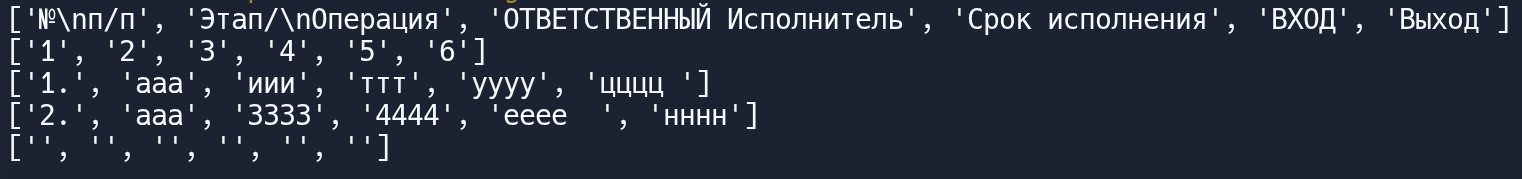 ['№\nп/п', 'Этап/\nОперация', 'ОТВЕТСТВЕННЫЙ Исполнитель', 'Срок исполнения', 'ВХОД', 'Выход']
['1', '2', '3', '4', '5', '6']
['1.', 'ааа', 'иии', 'ттт', 'уууу', 'цццц ']
['2.', 'ааа', '3333', '4444', 'ееее  ', 'нннн']
['', '', '', '', '', '']